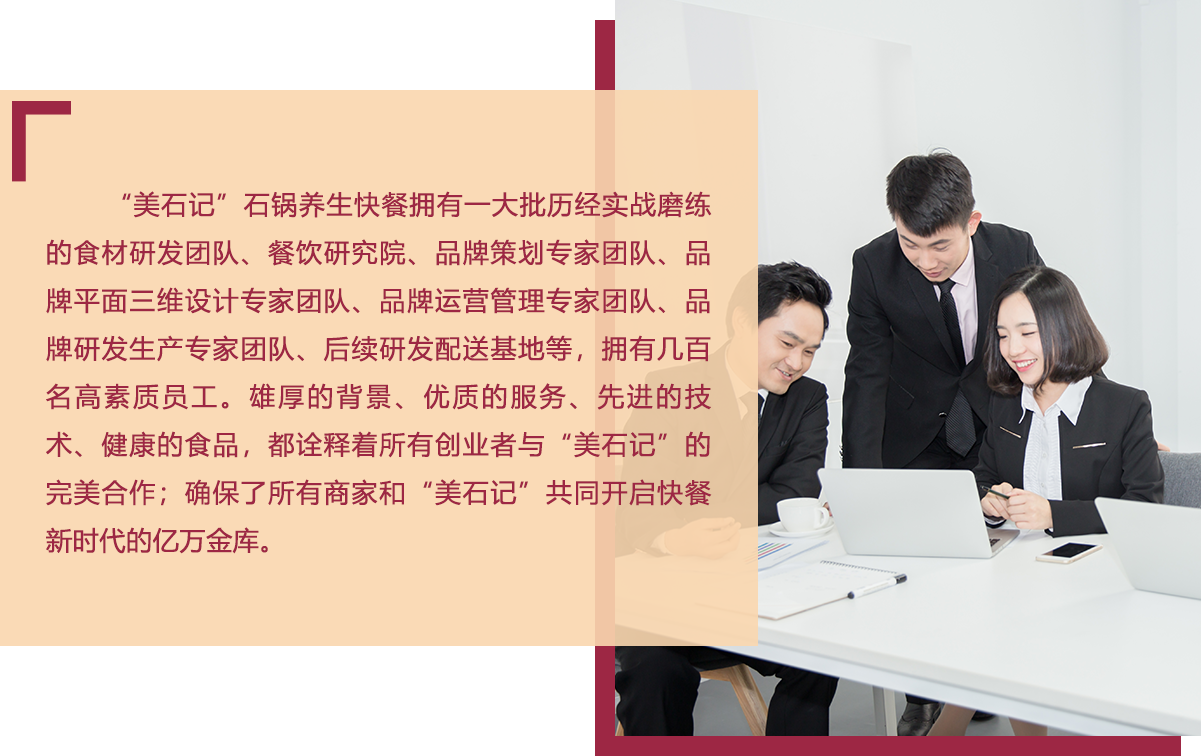 “美石记”石锅养生快餐拥有一大批历经实战磨练
的食材研发团队、餐饮研究院、品牌策划专家团队、品
牌平面三维设计专家团队、品牌运营管理专家团队、品
牌研发生产专家团队、后续研发配送基地等，拥有几百
名高素质员工。雄厚的背景、优质的服务、先进的技
术、健康的食品，都诠释着所有创业者与“美石记”的
完美合作；确保了所有商家和“美石记”共同开启快餐
新时代的亿万金库。